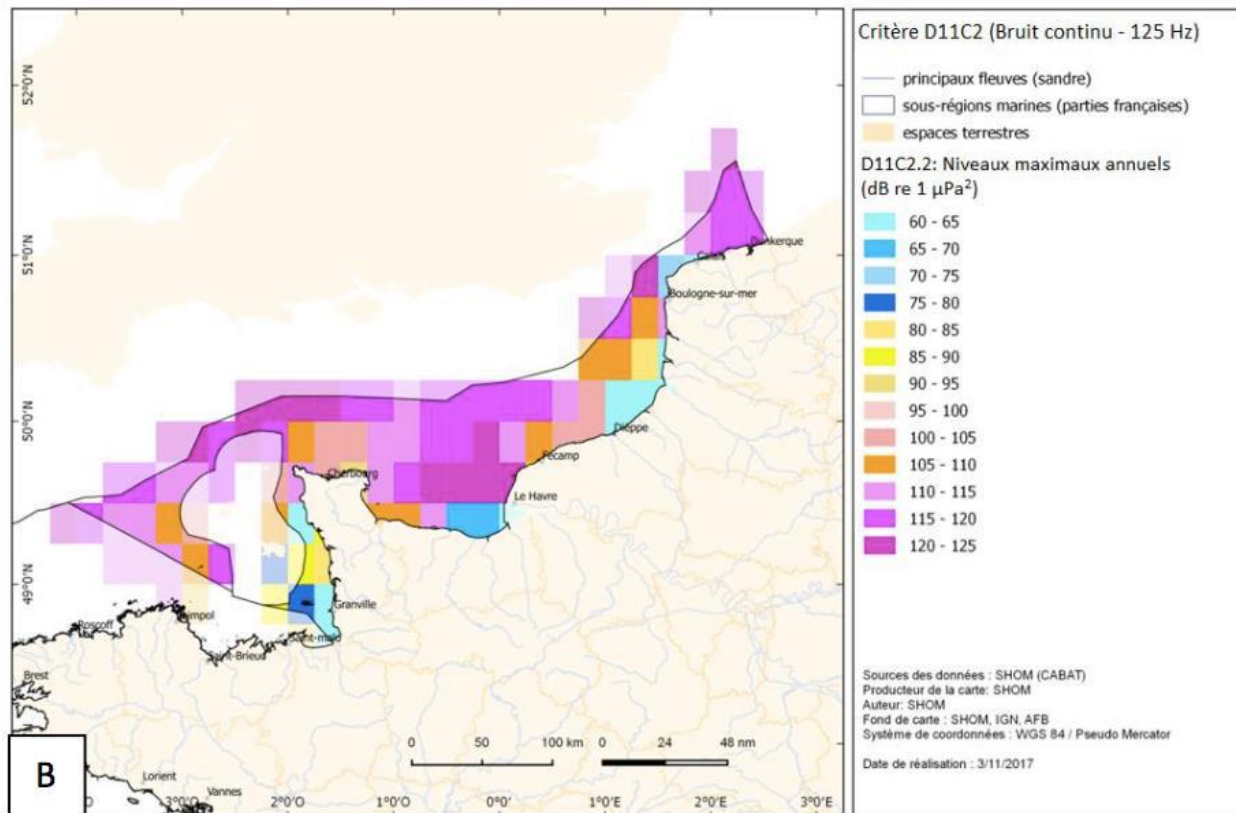 52°0'N
51°0'N
50°0'N
49°0'N
Dunkerque
Calais
Boulogne-sur-mer
Dieppe
Fecamp
Cherbourg
Le Havre
Granville
Saint-malo
Saint-Brieuc
Roscoff
Brest
Lorient
Vannes
0 50 100 km
0 24 48 nm
B
3°0'O
2°0'O
1°0'O
0°0'
1°0'E
2°0'E
3°0'E
Critère D11C2 (Bruit continu - 125 Hz)
principaux fleuves (sandre)
sous-régions marines (parties françaises)
espaces terrestres
D11C2.2: Niveaux maximaux annuels
(dB re 1 µPa²)
60 - 65
65 - 70
70 - 75
75 - 80
80 - 85
85 - 90
90 - 95
95 - 100
100 - 105
105 - 110
110 - 115
115 - 120
120 - 125
Sources des données : SHOM (CABAT)
Producteur de la carte: SHOM
Auteur: SHOM
Fond de carte : SHOM, IGN, AFB
Système de coordonnées : WGS 84 / Pseudo Mercator
Date de réalisation : 3/11/2017